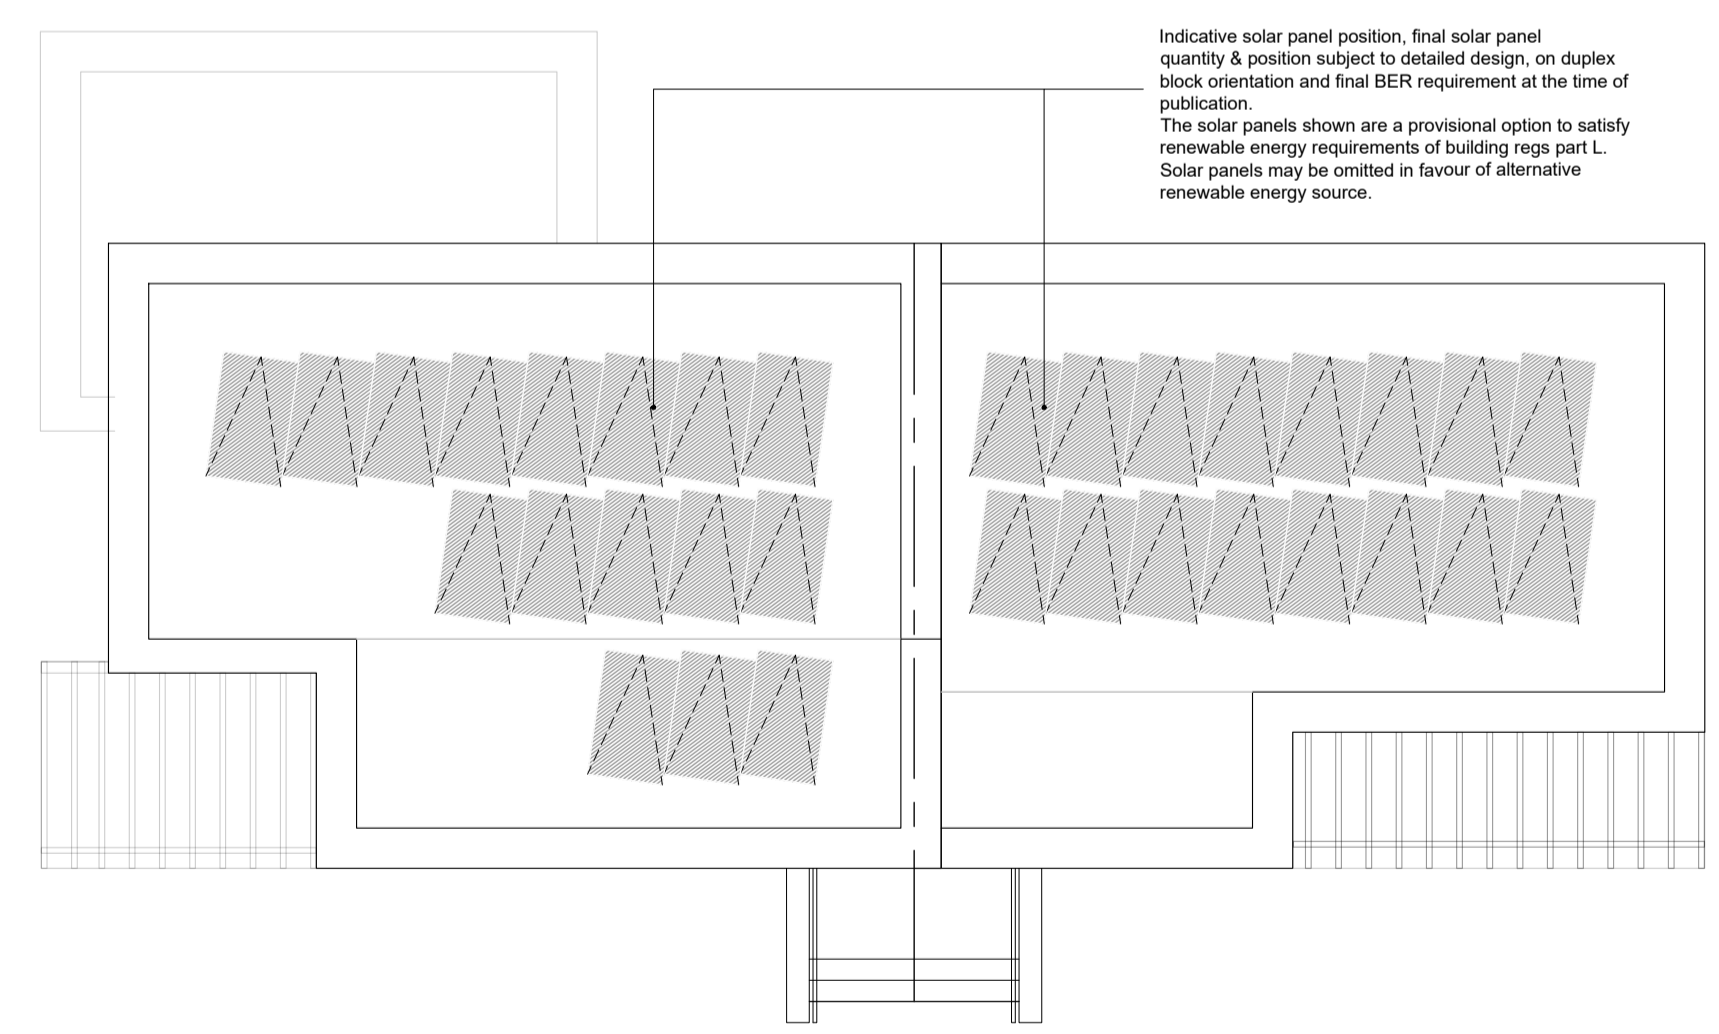 Indicative solar panel position, final solar panel
quantity & position subject to detailed design, on duplex
block orientation and final BER requirement at the time of
publication.
The solar panels shown are a provisional option to satisfy
renewable energy requirements of building regs part L.
Solar panels may be omitted in favour of alternative
renewable energy source.